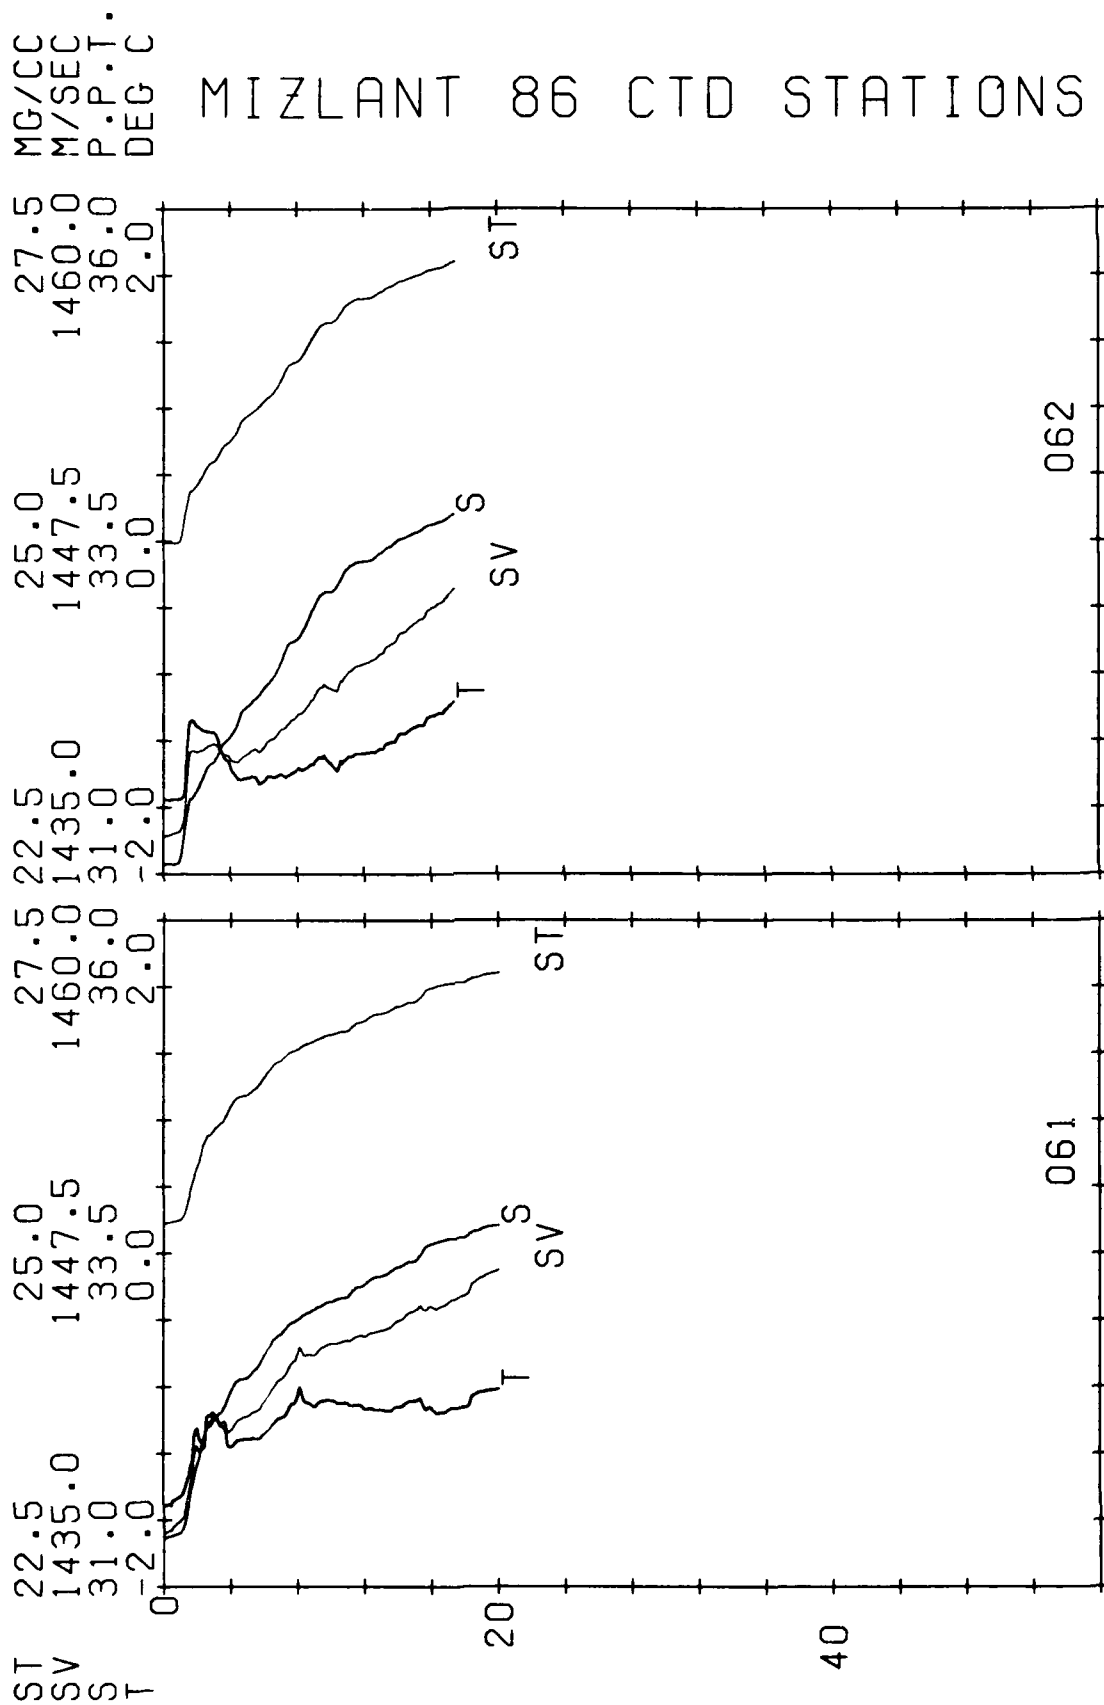 MIZLANT 86 CTD STATIONS
ST 22.5 25.0 27.5 22.5 25.0 27.5 MG/CC
SV 1435.0 1447.5 1460.0 1435.0 1447.5 1460.0 M/SEC
S 31.0 33.5 36.0 31.0 33.5 36.0 P.P.T.
T -2.0 0.0 2.0 -2.0 0.0 2.0 DEG C
0
20
40
T
SV
S
ST
T
SV
S
ST
061
062